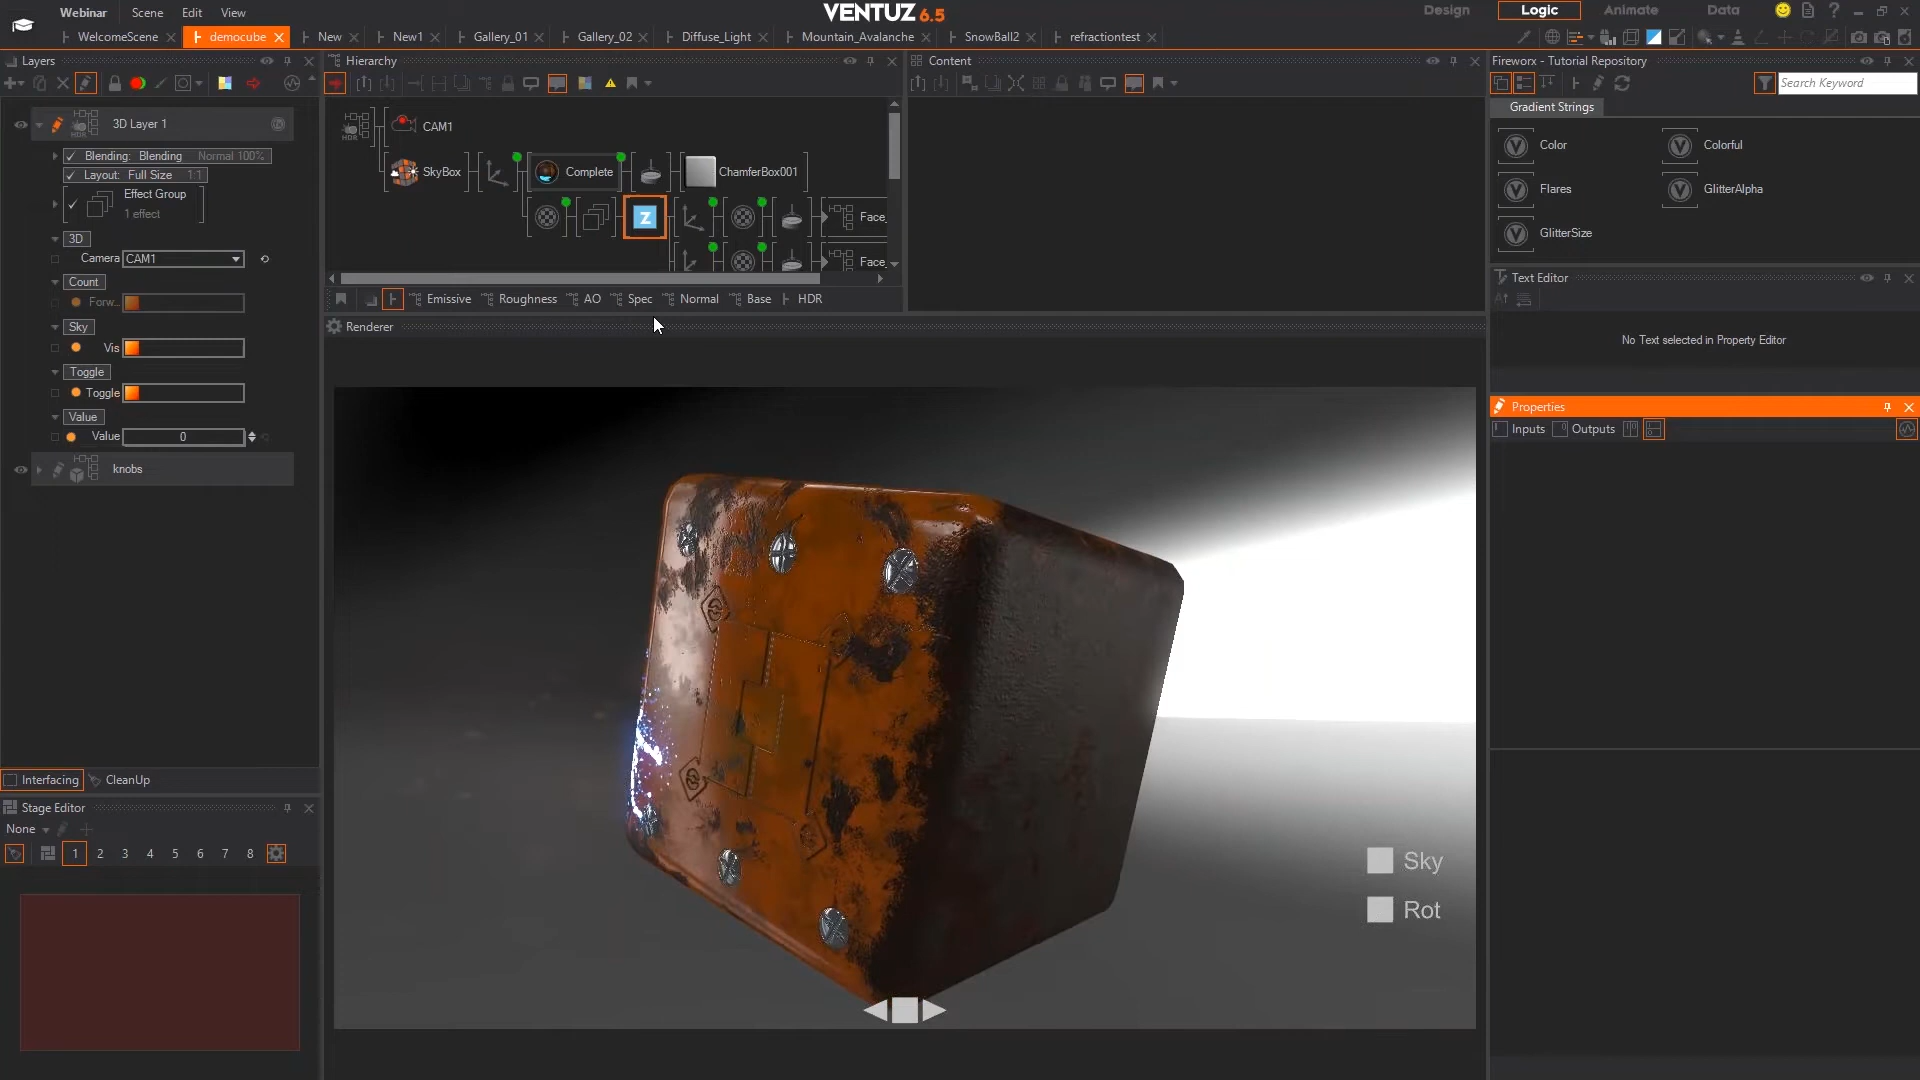 Webinar Scene Edit View VENTUZ 6.5 Design Logic Animate Data
WelcomeScene democube New New1 Gallery_01 Gallery_02 Diffuse_Light Mountain_Avalanche SnowBall2 refractiontest
Layers Hierarchy Content Fireworx - Tutorial Repository
Search Keyword
Gradient Strings
3D Layer 1
HDR
HDR
CAM1
Color Colorful
Blending: Blending Normal 100%
Layout: Full Size 1:1
SkyBox Complete ChamferBox001
Effect Group
1 effect
Flares GlitterAlpha
Z Face_
3D
GlitterSize
Camera CAM1
Face_
Count
Text Editor
Forw...
Emissive Roughness AO Spec Normal Base HDR
Sky
Renderer
No Text selected in Property Editor
Vis
Toggle
Toggle
Properties
Value
Inputs Outputs
Value 0
knobs
Interfacing CleanUp
Stage Editor
None
1 2 3 4 5 6 7 8
Sky
Rot